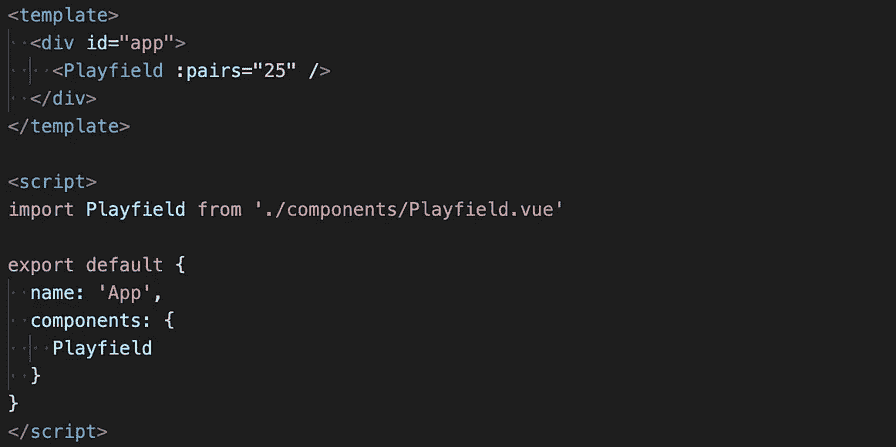 <template>
  <div id="app">
    <Playfield :pairs="25" />
  </div>
</template>

<script>
import Playfield from './components/Playfield.vue'

export default {
  name: 'App',
  components: {
    Playfield
  }
}
</script>